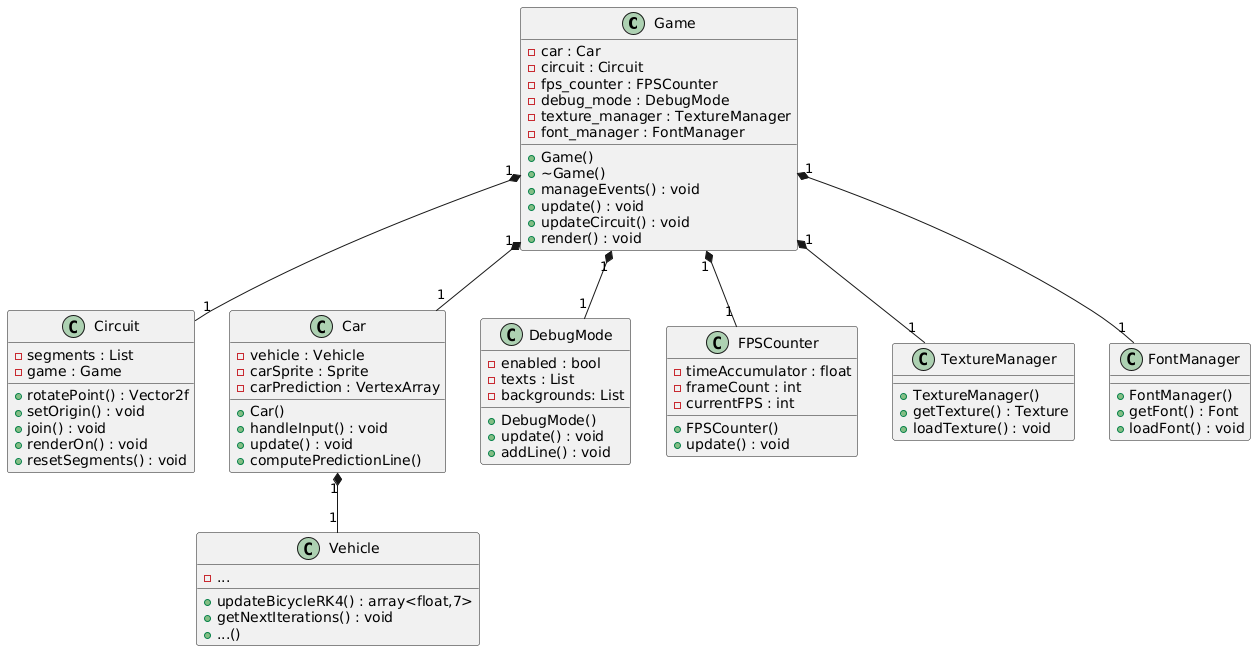 C Game
car : Car
circuit : Circuit
fps_counter : FPSCounter
debug_mode : DebugMode
texture_manager : TextureManager
font_manager : FontManager
Game()
~Game()
manageEvents() : void
update() : void
updateCircuit() : void
render() : void
1
1
1
1
1
1
1
1
1
1
1
1
C Circuit
segments : List
game : Game
rotatePoint() : Vector2f
setOrigin() : void
join() : void
renderOn() : void
resetSegments() : void
C Car
vehicle : Vehicle
carSprite : Sprite
carPrediction : VertexArray
Car()
handleInput() : void
update() : void
computePredictionLine()
C DebugMode
enabled : bool
texts : List
backgrounds: List
DebugMode()
update() : void
addLine() : void
C FPSCounter
timeAccumulator : float
frameCount : int
currentFPS : int
FPSCounter()
update() : void
C TextureManager
TextureManager()
getTexture() : Texture
loadTexture() : void
C FontManager
FontManager()
getFont() : Font
loadFont() : void
1
1
C Vehicle
...
updateBicycleRK4() : array<float,7>
getNextIterations() : void
...()